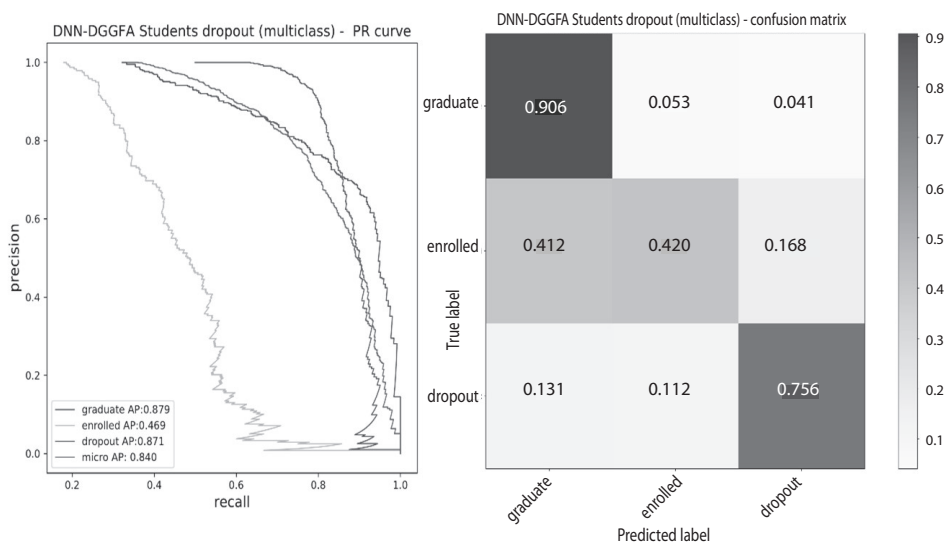 DNN-DGGFA Students dropout (multiclass) - PR curve
1.0
0.8
0.6
0.4
0.2
0.0
precision
graduate AP:0.879
enrolled AP:0.469
dropout AP:0.871
micro AP: 0.840
0.2 0.4 0.6 0.8 1.0
recall
DNN-DGGFA Students dropout (multiclass) - confusion matrix
True label
graduate 0.906 0.053 0.041
enrolled 0.412 0.420 0.168
dropout 0.131 0.112 0.756
graduate enrolled dropout
Predicted label
0.9
0.8
0.7
0.6
0.5
0.4
0.3
0.2
0.1